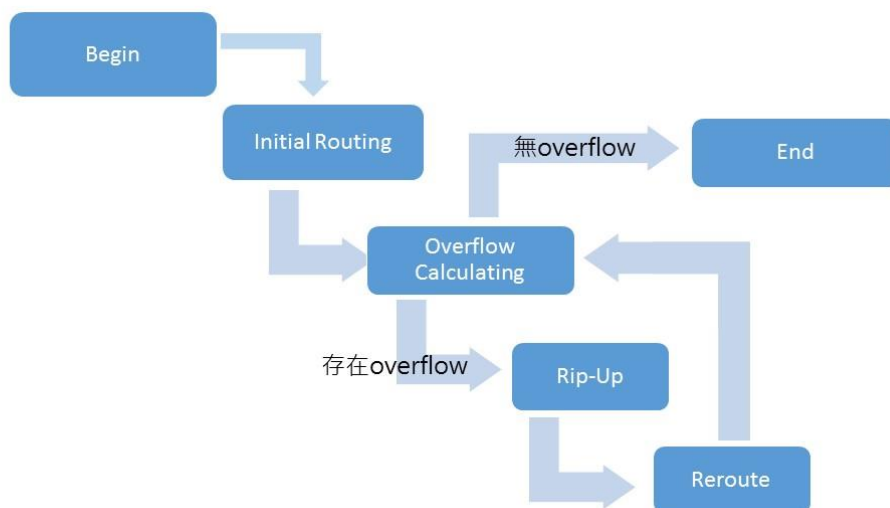 Begin
Initial Routing
無overflow
End
Overflow
Calculating
存在overflow
Rip-Up
Reroute